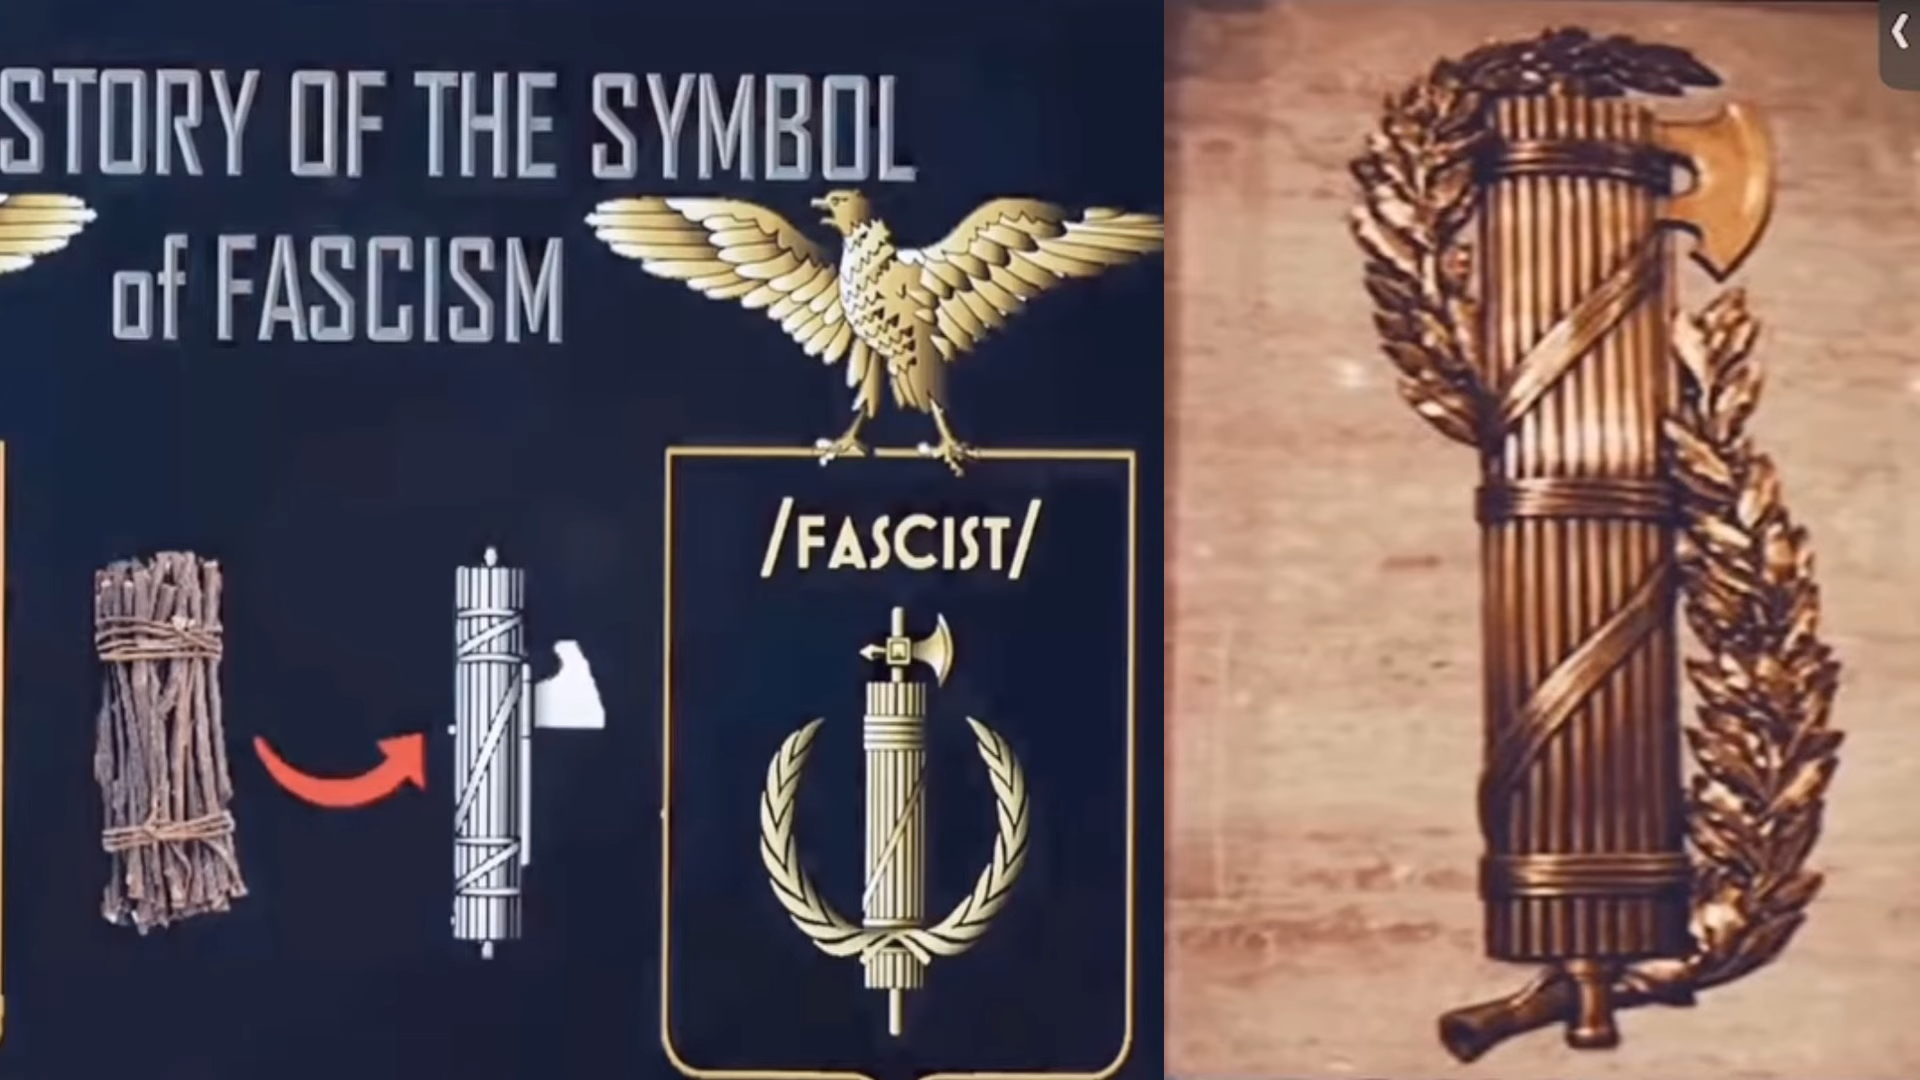 STORY OF THE SYMBOL
of FASCISM
/FASCIST/